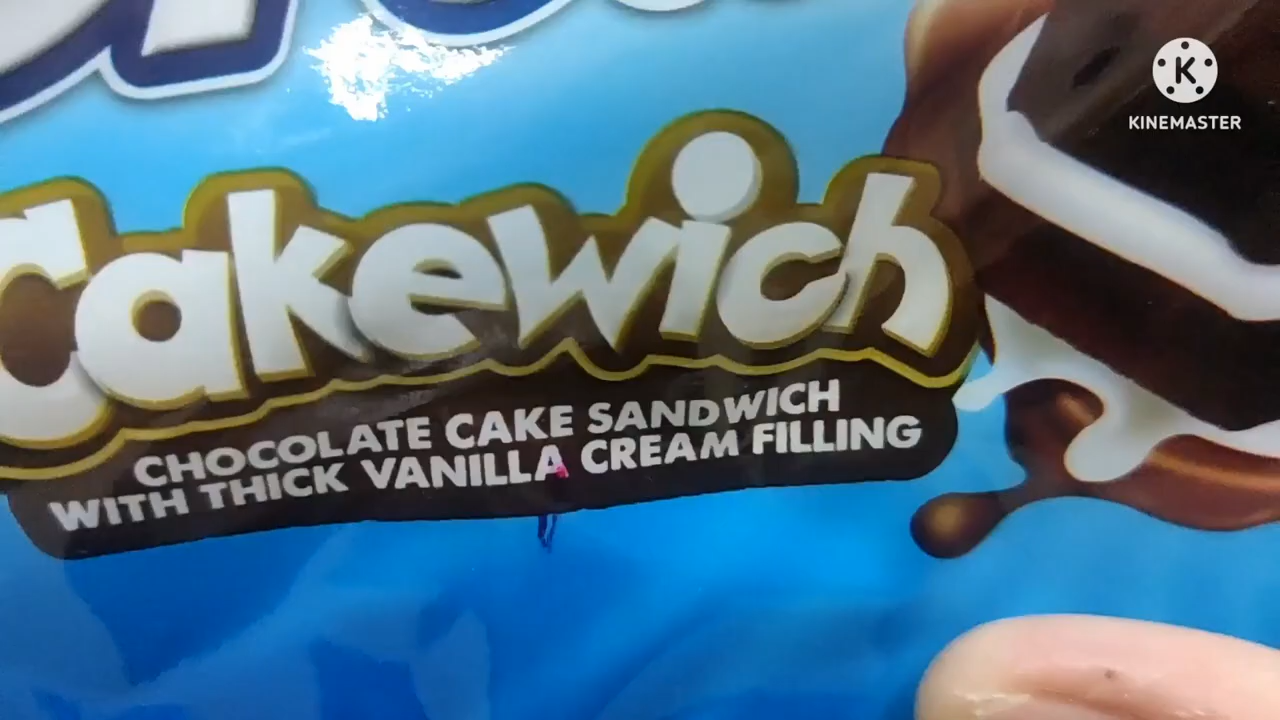 KINEMASTER
Cakewich
CHOCOLATE CAKE SANDWICH
WITH THICK VANILLA CREAM FILLING